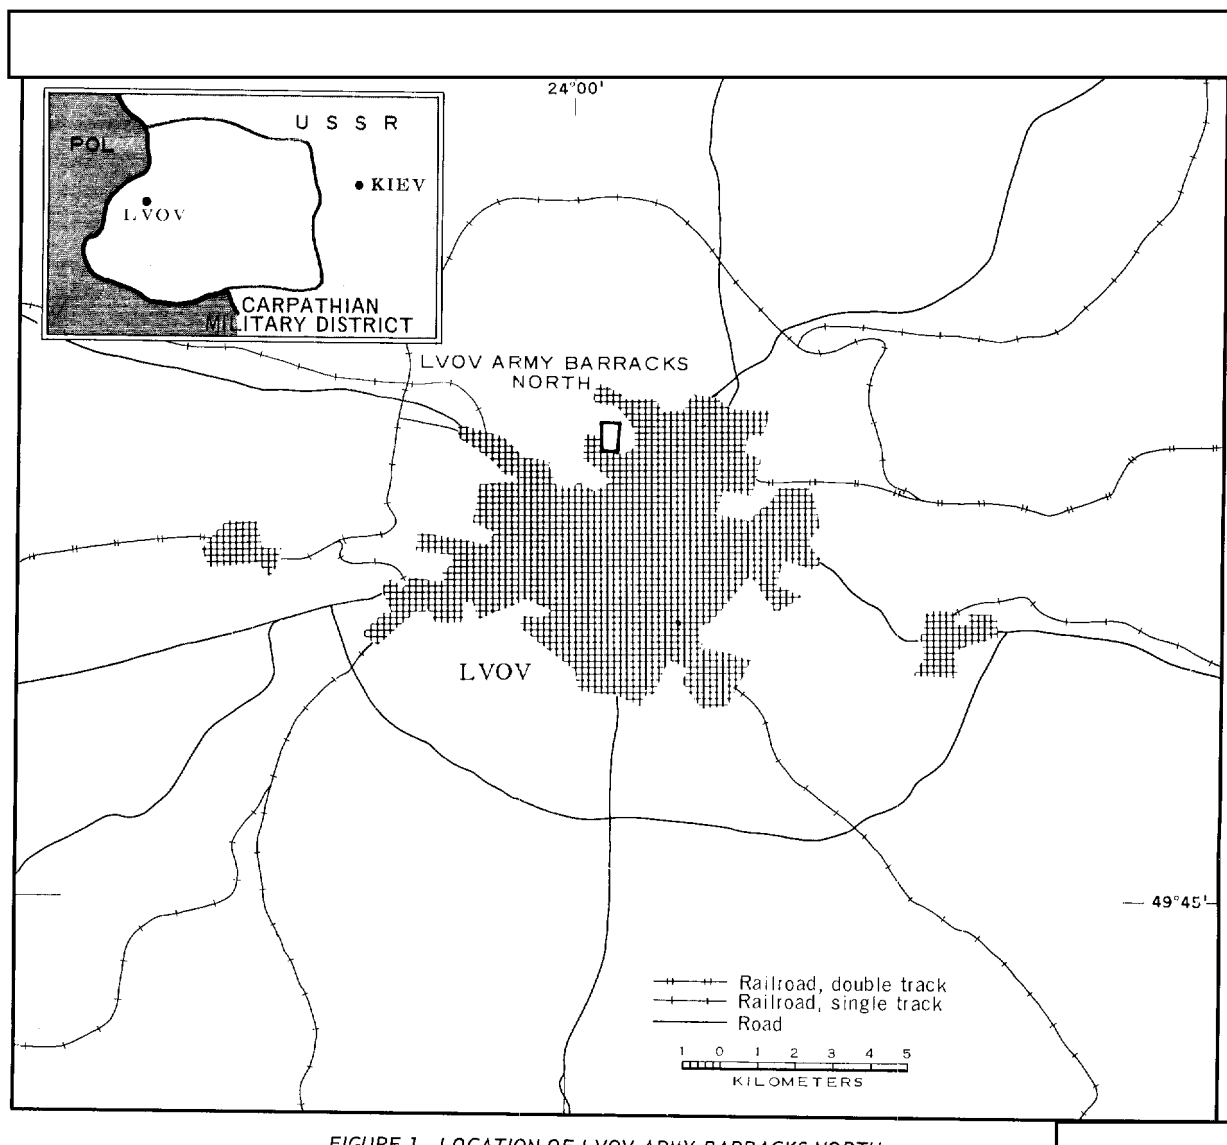 24°00'
U S S R
POL
KIEV
LVOV
CARPATHIAN
MILITARY DISTRICT
LVOV ARMY BARRACKS
NORTH
LVOV
49°45'
Railroad, double track
Railroad, single track
Road
1 0 1 2 3 4 5
KILOMETERS
FIGURE 1. LOCATION OF LVOV ARMY BARRACKS NORTH